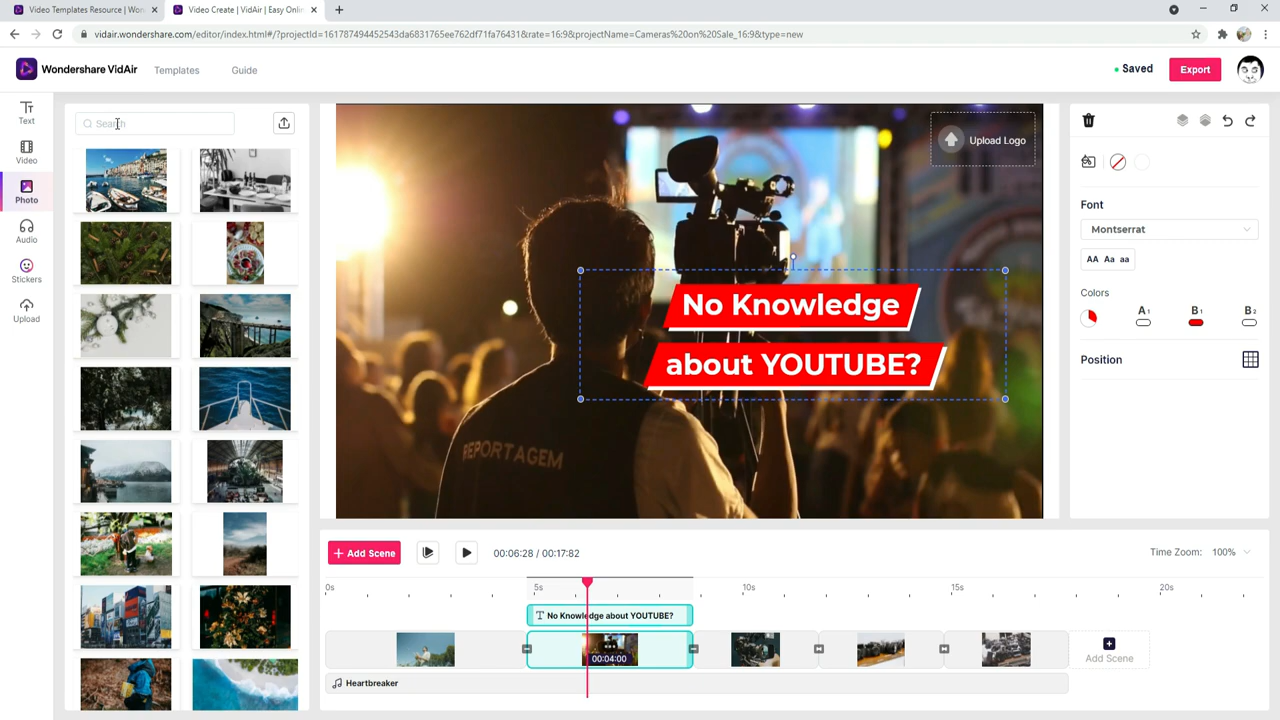 Video Templates Resource | Won
Video Create | VidAir | Easy Onlin
vidair.wondershare.com/editor/index.html#/?projectId=161787494452543da6831765ee762df71fa76431&rate=16:9&projectName=Cameras%20on%20Sale_16:9&type=new
Wondershare VidAir
Templates
Guide
Saved
Export
Text
Video
Photo
Audio
Stickers
Upload
Search
Upload Logo
No Knowledge
about YOUTUBE?
REPORTAGEM
Font
Montserrat
AA Aa aa
Colors
A1
B1
B2
Position
+ Add Scene
00:06:28 / 00:17:82
Time Zoom: 100%
0s
5s
10s
15s
20s
No Knowledge about YOUTUBE?
00:04:00
Add Scene
Heartbreaker